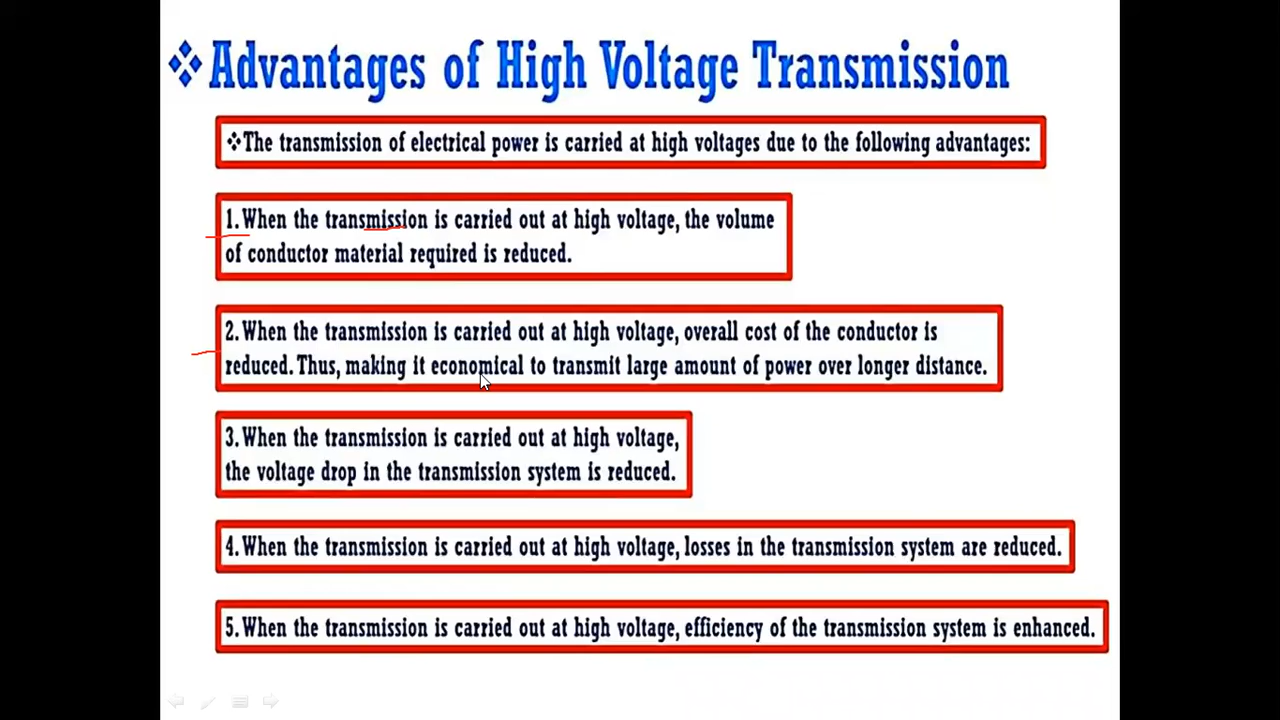 ❖Advantages of High Voltage Transmission
❖The transmission of electrical power is carried at high voltages due to the following advantages:
1.When the transmission is carried out at high voltage, the volume
of conductor material required is reduced.
2.When the transmission is carried out at high voltage, overall cost of the conductor is
reduced. Thus, making it economical to transmit large amount of power over longer distance.
3.When the transmission is carried out at high voltage,
the voltage drop in the transmission system is reduced.
4.When the transmission is carried out at high voltage, losses in the transmission system are reduced.
5.When the transmission is carried out at high voltage, efficiency of the transmission system is enhanced.